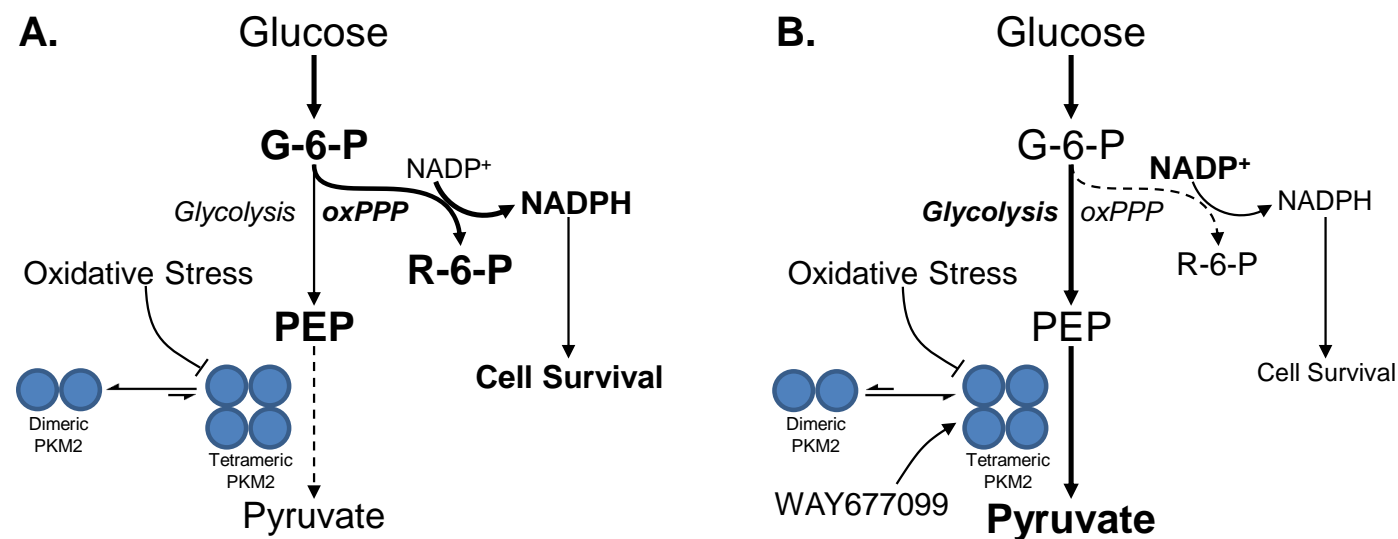 A.
Glucose
G-6-P
NADP+
NADPH
Glycolysis oxPPP
R-6-P
Oxidative Stress
PEP
Cell Survival
Dimeric
PKM2
Tetrameric
PKM2
Pyruvate
B.
Glucose
G-6-P
NADP+
NADPH
Glycolysis oxPPP
R-6-P
Oxidative Stress
PEP
Cell Survival
Dimeric
PKM2
Tetrameric
PKM2
WAY677099
Pyruvate